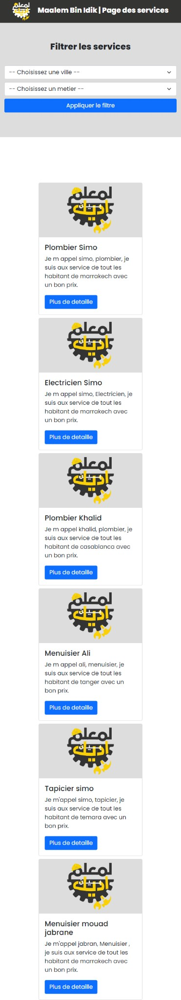 لمعلم
بين
اديك
Maalem Bin Idik | Page des services
Filtrer les services
-- Choisissez une ville --
-- Choisissez un metier --
Appliquer le filtre
لمعلم
بين
اديك
Plombier Simo
Je m appel simo, plombier, je
suis aux service de tout les
habitant de marrakech avec
un bon prix.
Plus de detaille
لمعلم
بين
اديك
Electricien Simo
Je m appel simo, Electricien, je
suis aux service de tout les
habitant de marrakech avec
un bon prix.
Plus de detaille
لمعلم
بين
اديك
Plombier Khalid
Je m appel khalid, plombier, je
suis aux service de tout les
habitant de casablanca avec
un bon prix.
Plus de detaille
لمعلم
بين
اديك
Menuisier Ali
Je m appel ali, menuisier, je
suis aux service de tout les
habitant de tanger avec un
bon prix.
Plus de detaille
لمعلم
بين
اديك
Tapicier simo
Je m'appel simo, tapicier, je
suis aux service de tout les
habitant de temara avec un
bon prix.
Plus de detaille
لمعلم
بين
اديك
Menuisier mouad
jabrane
Je m'appel jabran, Menuisier ,
je suis aux service de tout les
habitant de marrakech avec
un bon prix.
Plus de detaille